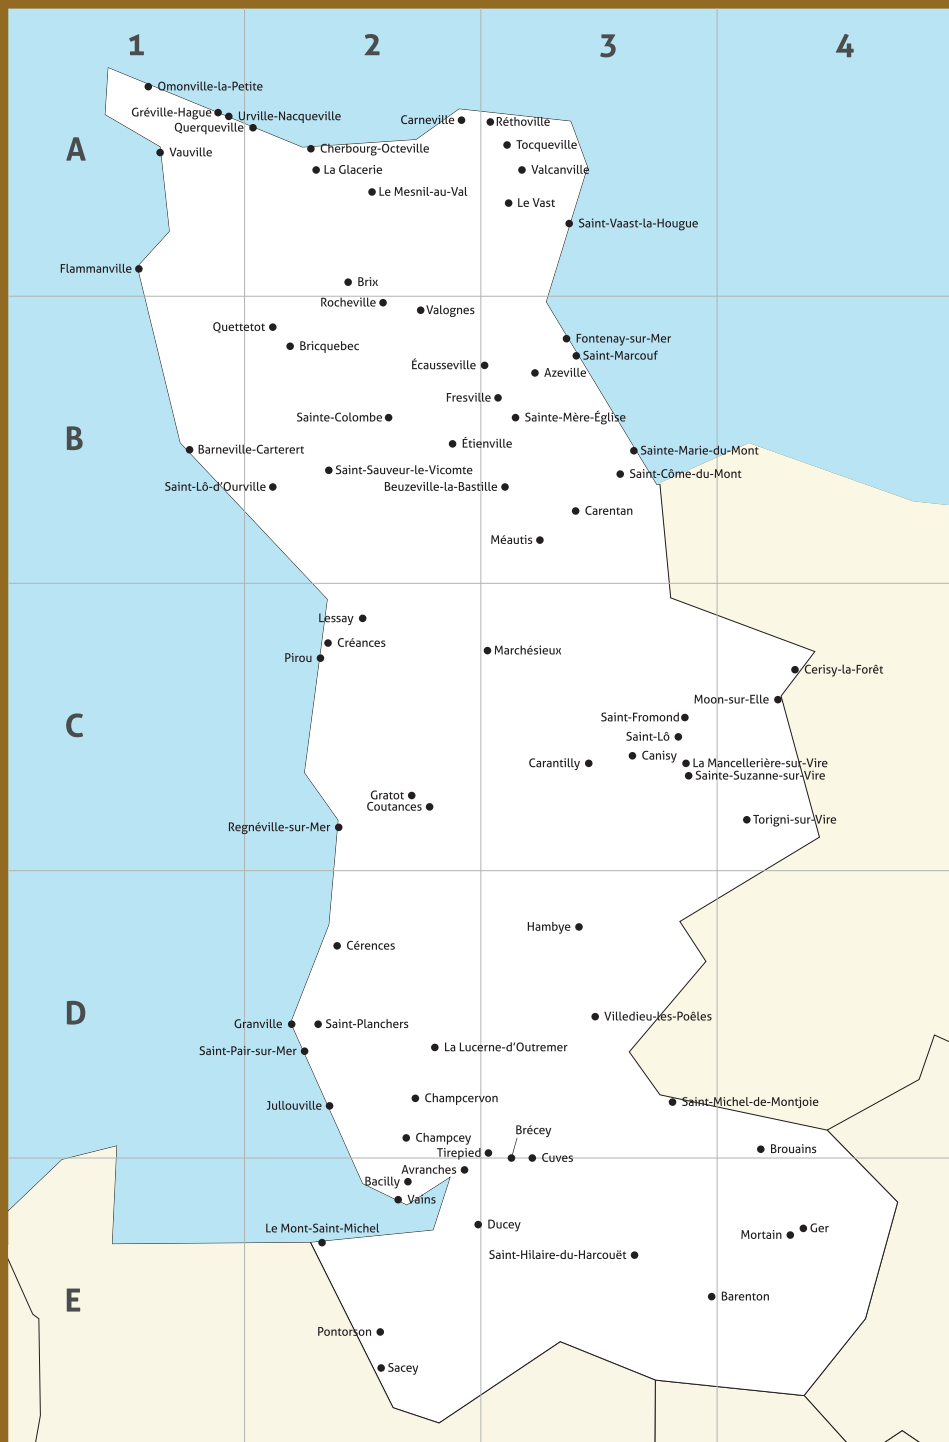 1
2
3
4
Omonville-la-Petite
Gréville-Hague
Urville-Nacqueville
Querqueville
Carneville
Réthoville
A
Vauville
Cherbourg-Octeville
Tocqueville
La Glacerie
Valcanville
Le Mesnil-au-Val
Le Vast
Saint-Vaast-la-Hougue
Flammanville
Brix
Rocheville
Valognes
Quettetot
Bricquebec
Fontenay-sur-Mer
Saint-Marcouf
Écausseville
Azeville
Fresville
Sainte-Colombe
Sainte-Mère-Église
B
Étienville
Barneville-Carterert
Sainte-Marie-du-Mont
Saint-Sauveur-le-Vicomte
Saint-Côme-du-Mont
Saint-Lô-d’Ourville
Beuzeville-la-Bastille
Carentan
Méautis
Lessay
Créances
Pirou
Marchésieux
Cerisy-la-Forêt
Moon-sur-Elle
Saint-Fromond
C
Saint-Lô
Canisy
Carantilly
La Mancellerière-sur-Vire
Sainte-Suzanne-sur-Vire
Gratot
Coutances
Regnéville-sur-Mer
Torigni-sur-Vire
Hambye
Cérences
D
Villedieu-les-Poêles
Granville
Saint-Planchers
Saint-Pair-sur-Mer
La Lucerne-d’Outremer
Champcervon
Jullouville
Saint-Michel-de-Montjoie
Brécey
Champcey
Tirepied
Cuves
Brouains
Avranches
Bacilly
Vains
Le Mont-Saint-Michel
Ducey
Ger
Mortain
Saint-Hilaire-du-Harcouët
E
Barenton
Pontorson
Sacey